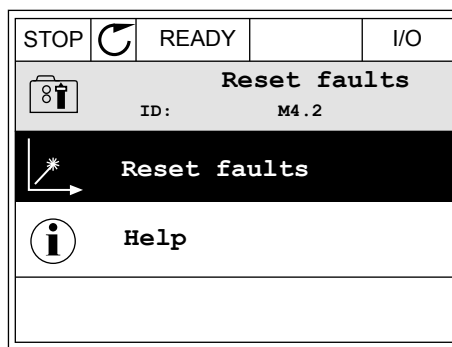 STOP READY I/O
Reset faults
ID: M4.2
Reset faults
Help